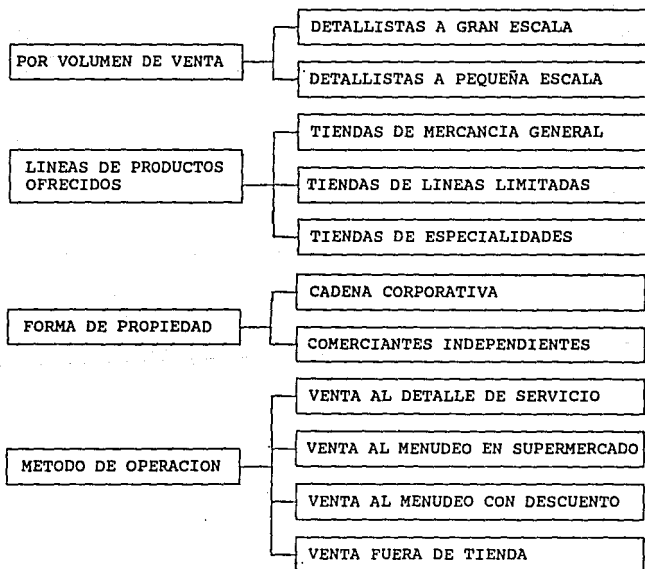 POR VOLUMEN DE VENTA
DETALLISTAS A GRAN ESCALA
DETALLISTAS A PEQUEÑA ESCALA
LINEAS DE PRODUCTOS
OFRECIDOS
TIENDAS DE MERCANCIA GENERAL
TIENDAS DE LINEAS LIMITADAS
TIENDAS DE ESPECIALIDADES
FORMA DE PROPIEDAD
CADENA CORPORATIVA
COMERCIANTES INDEPENDIENTES
METODO DE OPERACION
VENTA AL DETALLE DE SERVICIO
VENTA AL MENUDEO EN SUPERMERCADO
VENTA AL MENUDEO CON DESCUENTO
VENTA FUERA DE TIENDA